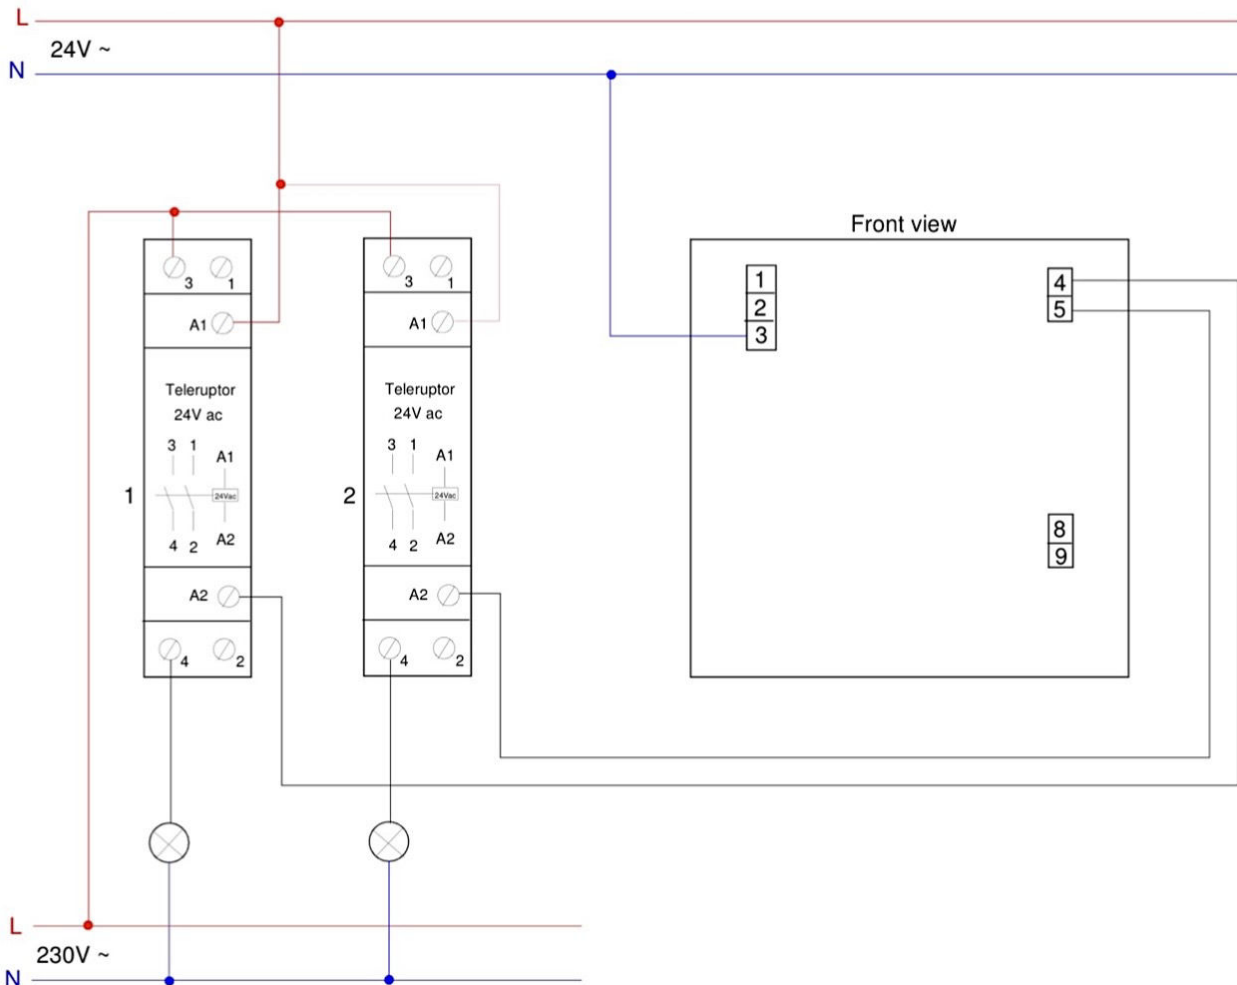 L
24V ~
N
Front view
3 1
A1
Teleruptor
24V ac
3 1
A1
24Vac
4 2
A2
1
A2
4 2
3 1
A1
Teleruptor
24V ac
3 1
A1
24Vac
4 2
A2
2
A2
4 2
1
2
3
4
5
8
9
L
230V ~
N